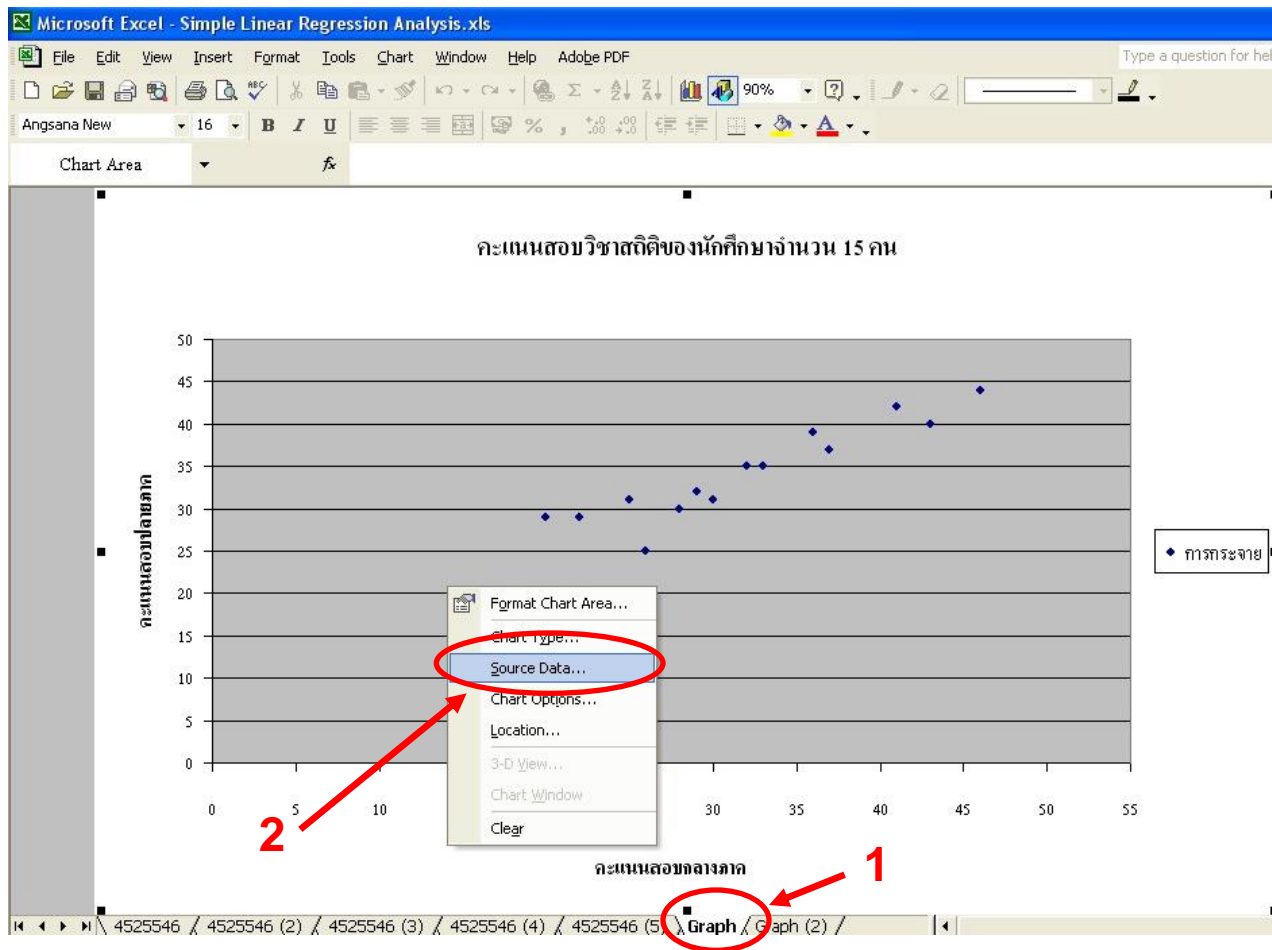 Microsoft Excel - Simple Linear Regression Analysis.xls
File Edit View Insert Format Tools Chart Window Help Adobe PDF Type a question for hel
90%
Angsana New 16 B I U
Chart Area fx
คะแนนสอบวิชาสถิติของนักศึกษาจำนวน 15 คน
50
45
40
35
30
25
20
15
10
5
0
คะแนนสอบปลายภาค
การกระจาย
Format Chart Area...
Chart Type...
Source Data...
Chart Options...
Location...
3-D View...
Chart Window
Clear
0 5 10 30 35 40 45 50 55
2
1
คะแนนสอบกลางภาค
4525546 4525546 (2) 4525546 (3) 4525546 (4) 4525546 (5) Graph Graph (2)